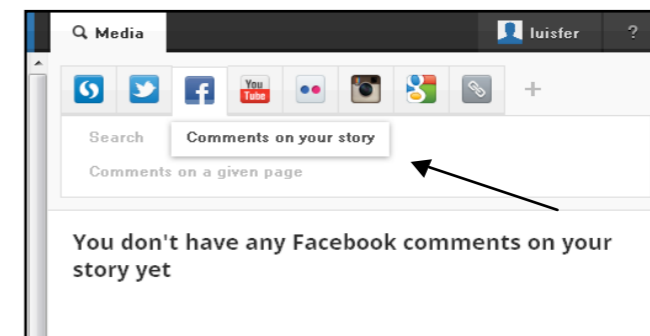 Media luisfer ?
You Tube
Search Comments on your story
Comments on a given page
You don't have any Facebook comments on your
story yet